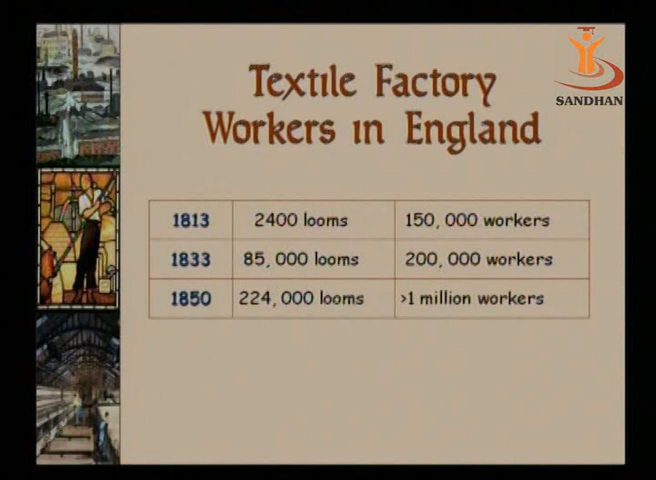 SANDHAN
Textile Factory
Workers in England
1813 2400 looms 150,000 workers
1833 85,000 looms 200,000 workers
1850 224,000 looms >1 million workers